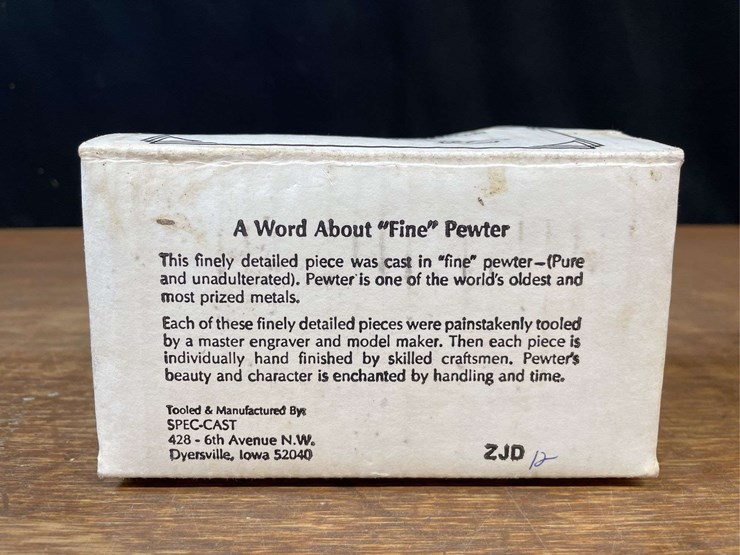 A Word About "Fine" Pewter
This finely detailed piece was cast in "fine" pewter—(Pure
and unadulterated). Pewter is one of the world's oldest and
most prized metals.
Each of these finely detailed pieces were painstakenly tooled
by a master engraver and model maker. Then each piece is
individually hand finished by skilled craftsmen. Pewter's
beauty and character is enchanted by handling and time.
Tooled & Manufactured By:
SPEC-CAST
428 - 6th Avenue N.W.
Dyersville, Iowa 52040
ZJD 12